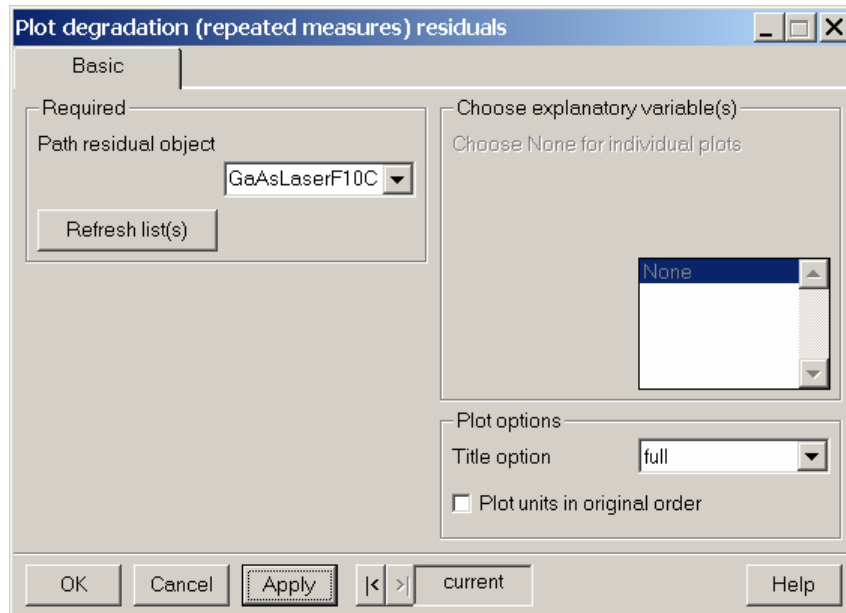 Plot degradation (repeated measures) residuals
Basic
Required
Path residual object
GaAsLaserF10C
Refresh list(s)
Choose explanatory variable(s)
Choose None for individual plots
None
Plot options
Title option full
Plot units in original order
OK Cancel Apply |< >| current Help